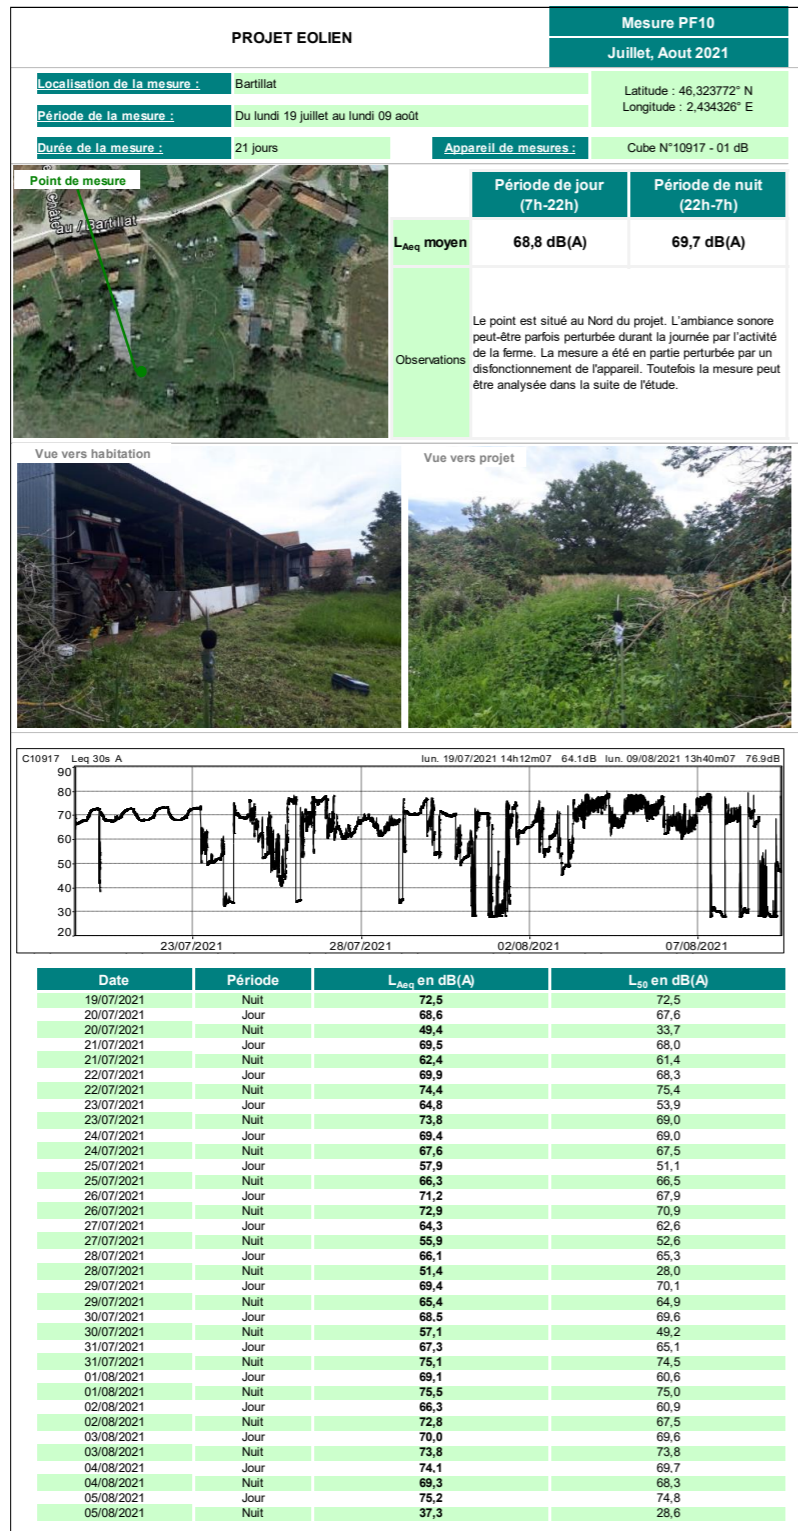 PROJET EOLIEN
Mesure PF10
Juillet, Aout 2021
Localisation de la mesure :
Bartillat
Latitude : 46,323772° N
Longitude : 2,434326° E
Période de la mesure :
Du lundi 19 juillet au lundi 09 août
Durée de la mesure :
21 jours
Appareil de mesures :
Cube N°10917 - 01 dB
Point de mesure
château / Bartillat
Période de jour
(7h-22h)
Période de nuit
(22h-7h)
LAeq moyen
68,8 dB(A)
69,7 dB(A)
Observations
Le point est situé au Nord du projet. L'ambiance sonore
peut-être parfois perturbée durant la journée par l'activité
de la ferme. La mesure a été en partie perturbée par un
disfonctionnement de l'appareil. Toutefois la mesure peut
être analysée dans la suite de l'étude.
Vue vers habitation
Vue vers projet
C10917 Leq 30s A lun. 19/07/2021 14h12m07 64.1dB lun. 09/08/2021 13h40m07 76.9dB
90
80
70
60
50
40
30
20
23/07/2021 28/07/2021 02/08/2021 07/08/2021
Date Période LAeq en dB(A) L50 en dB(A)
19/07/2021 Nuit 72,5 72,5
20/07/2021 Jour 68,6 67,6
20/07/2021 Nuit 49,4 33,7
21/07/2021 Jour 69,5 68,0
21/07/2021 Nuit 62,4 61,4
22/07/2021 Jour 69,9 68,3
22/07/2021 Nuit 74,4 75,4
23/07/2021 Jour 64,8 53,9
23/07/2021 Nuit 73,8 69,0
24/07/2021 Jour 69,4 69,0
24/07/2021 Nuit 67,6 67,5
25/07/2021 Jour 57,9 51,1
25/07/2021 Nuit 66,3 66,5
26/07/2021 Jour 71,2 67,9
26/07/2021 Nuit 72,9 70,9
27/07/2021 Jour 64,3 62,6
27/07/2021 Nuit 55,9 52,6
28/07/2021 Jour 66,1 65,3
28/07/2021 Nuit 51,4 28,0
29/07/2021 Jour 69,4 70,1
29/07/2021 Nuit 65,4 64,9
30/07/2021 Jour 68,5 69,6
30/07/2021 Nuit 57,1 49,2
31/07/2021 Jour 67,3 65,1
31/07/2021 Nuit 75,1 74,5
01/08/2021 Jour 69,1 60,6
01/08/2021 Nuit 75,5 75,0
02/08/2021 Jour 66,3 60,9
02/08/2021 Nuit 72,8 67,5
03/08/2021 Jour 70,0 69,6
03/08/2021 Nuit 73,8 73,8
04/08/2021 Jour 74,1 69,7
04/08/2021 Nuit 69,3 68,3
05/08/2021 Jour 75,2 74,8
05/08/2021 Nuit 37,3 28,6